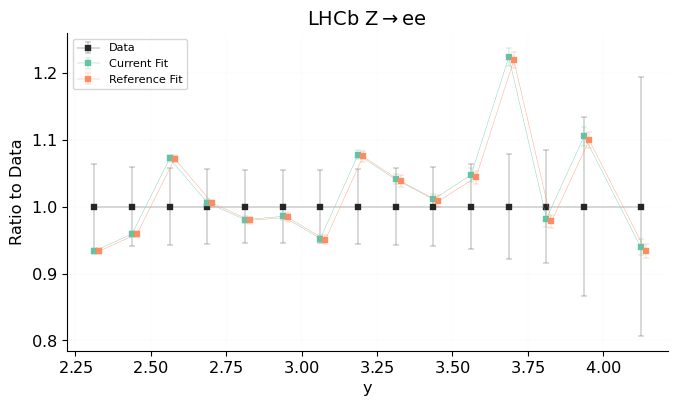 LHCb Z→ee
Data
Current Fit
Reference Fit
Ratio to Data
1.2
1.1
1.0
0.9
0.8
2.25 2.50 2.75 3.00 3.25 3.50 3.75 4.00
y